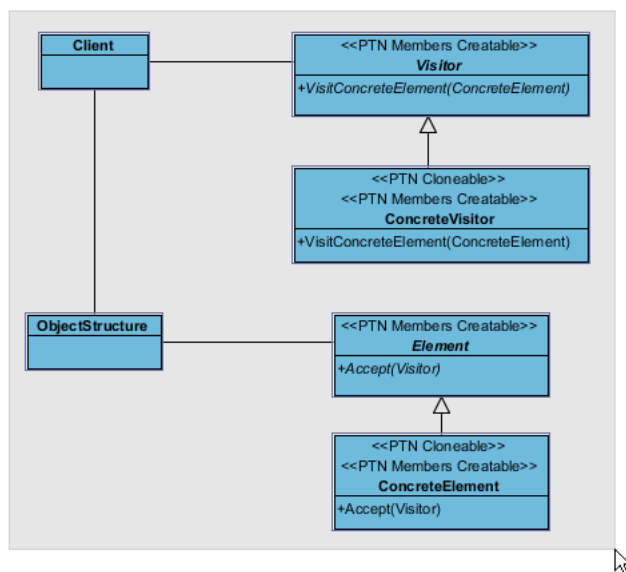 Client
<<PTN Members Creatable>>
Visitor
+VisitConcreteElement(ConcreteElement)
<<PTN Cloneable>>
<<PTN Members Creatable>>
ConcreteVisitor
+VisitConcreteElement(ConcreteElement)
ObjectStructure
<<PTN Members Creatable>>
Element
+Accept(Visitor)
<<PTN Cloneable>>
<<PTN Members Creatable>>
ConcreteElement
+Accept(Visitor)